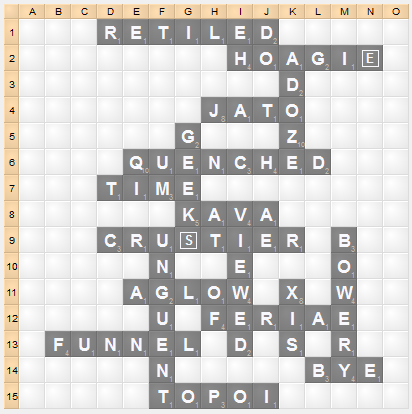 A B C D E F G H I J K L M N O
1 R E T I L E D
2 H O A G I E
3 D
4 J A T O
5 G Z
6 Q U E N C H E D
7 T I M E
8 K A V A
9 C R U S T I E R B
10 N E O
11 A G L O W X W
12 U F E R I A E
13 F U N N E L D S R
14 N B Y E
15 T O P O I